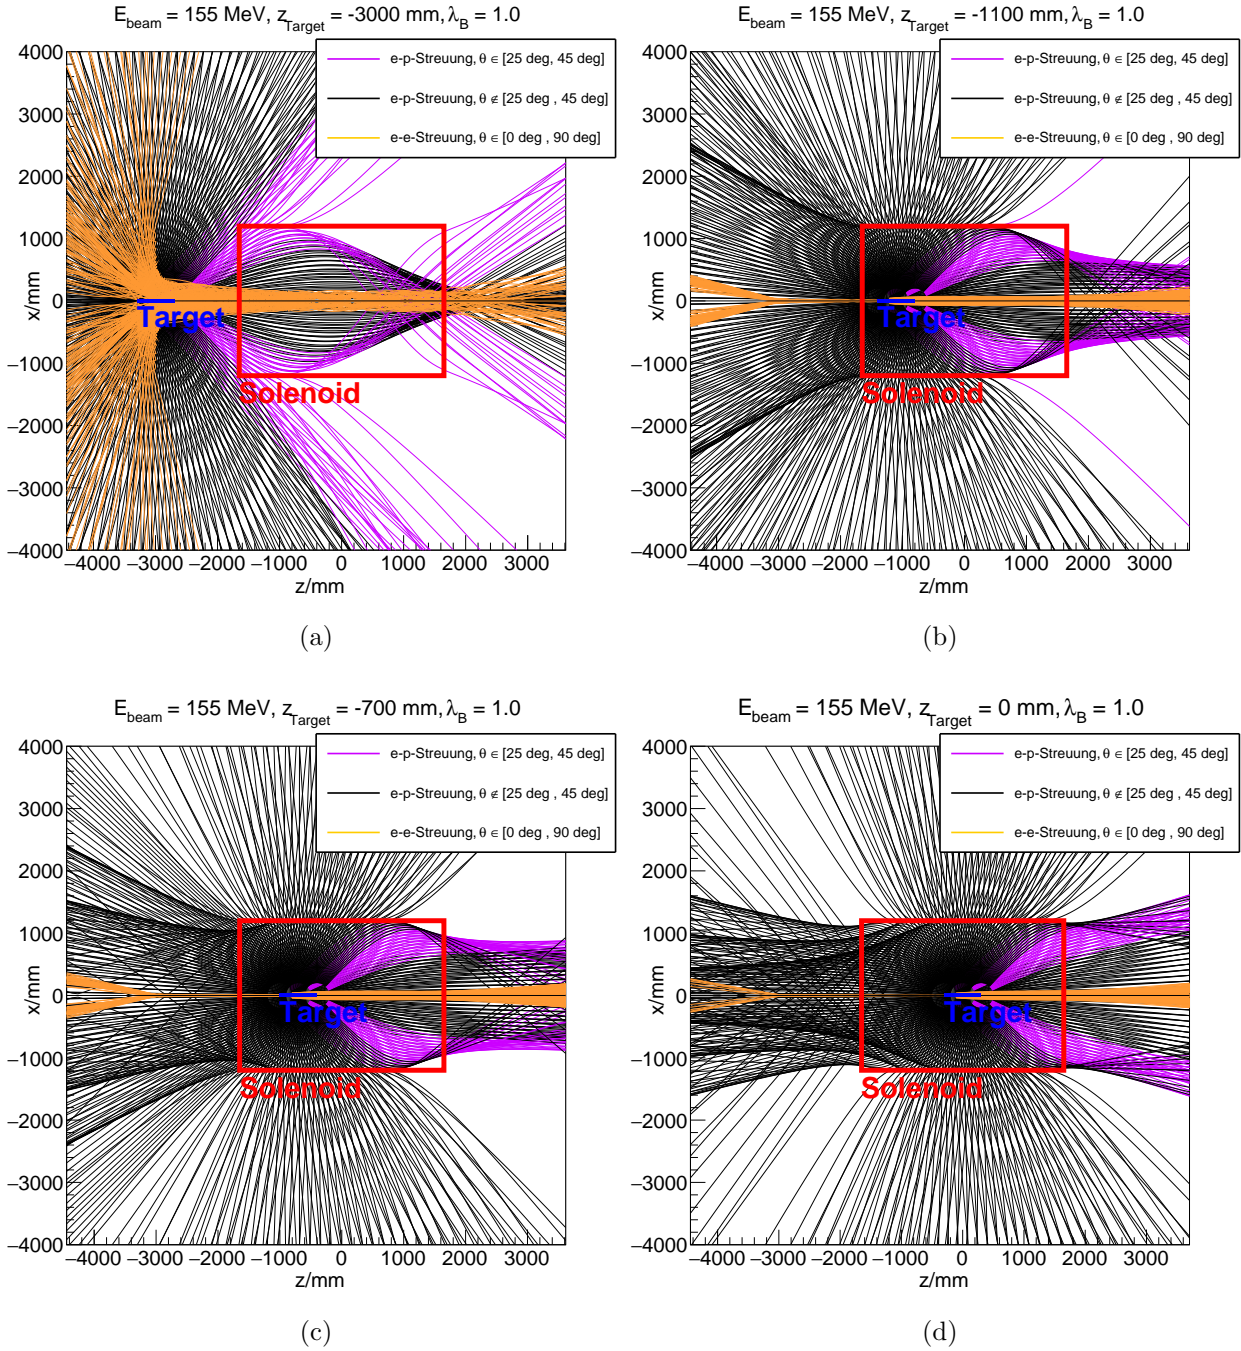 E_beam = 155 MeV, z_Target = -3000 mm, λ_B = 1.0
e-p-Streuung, θ ∈ [25 deg, 45 deg]
e-p-Streuung, θ ∉ [25 deg , 45 deg]
e-e-Streuung, θ ∈ [0 deg , 90 deg]
4000
3000
2000
1000
0
−1000
−2000
−3000
−4000
x/mm
Target
Solenoid
−4000 −3000 −2000 −1000 0 1000 2000 3000
z/mm
(a)
E_beam = 155 MeV, z_Target = -1100 mm, λ_B = 1.0
e-p-Streuung, θ ∈ [25 deg, 45 deg]
e-p-Streuung, θ ∉ [25 deg , 45 deg]
e-e-Streuung, θ ∈ [0 deg , 90 deg]
4000
3000
2000
1000
0
−1000
−2000
−3000
−4000
x/mm
Target
Solenoid
−4000 −3000 −2000 −1000 0 1000 2000 3000
z/mm
(b)
E_beam = 155 MeV, z_Target = -700 mm, λ_B = 1.0
e-p-Streuung, θ ∈ [25 deg, 45 deg]
e-p-Streuung, θ ∉ [25 deg , 45 deg]
e-e-Streuung, θ ∈ [0 deg , 90 deg]
4000
3000
2000
1000
0
−1000
−2000
−3000
−4000
x/mm
Target
Solenoid
−4000 −3000 −2000 −1000 0 1000 2000 3000
z/mm
(c)
E_beam = 155 MeV, z_Target = 0 mm, λ_B = 1.0
e-p-Streuung, θ ∈ [25 deg, 45 deg]
e-p-Streuung, θ ∉ [25 deg , 45 deg]
e-e-Streuung, θ ∈ [0 deg , 90 deg]
4000
3000
2000
1000
0
−1000
−2000
−3000
−4000
x/mm
Target
Solenoid
−4000 −3000 −2000 −1000 0 1000 2000 3000
z/mm
(d)